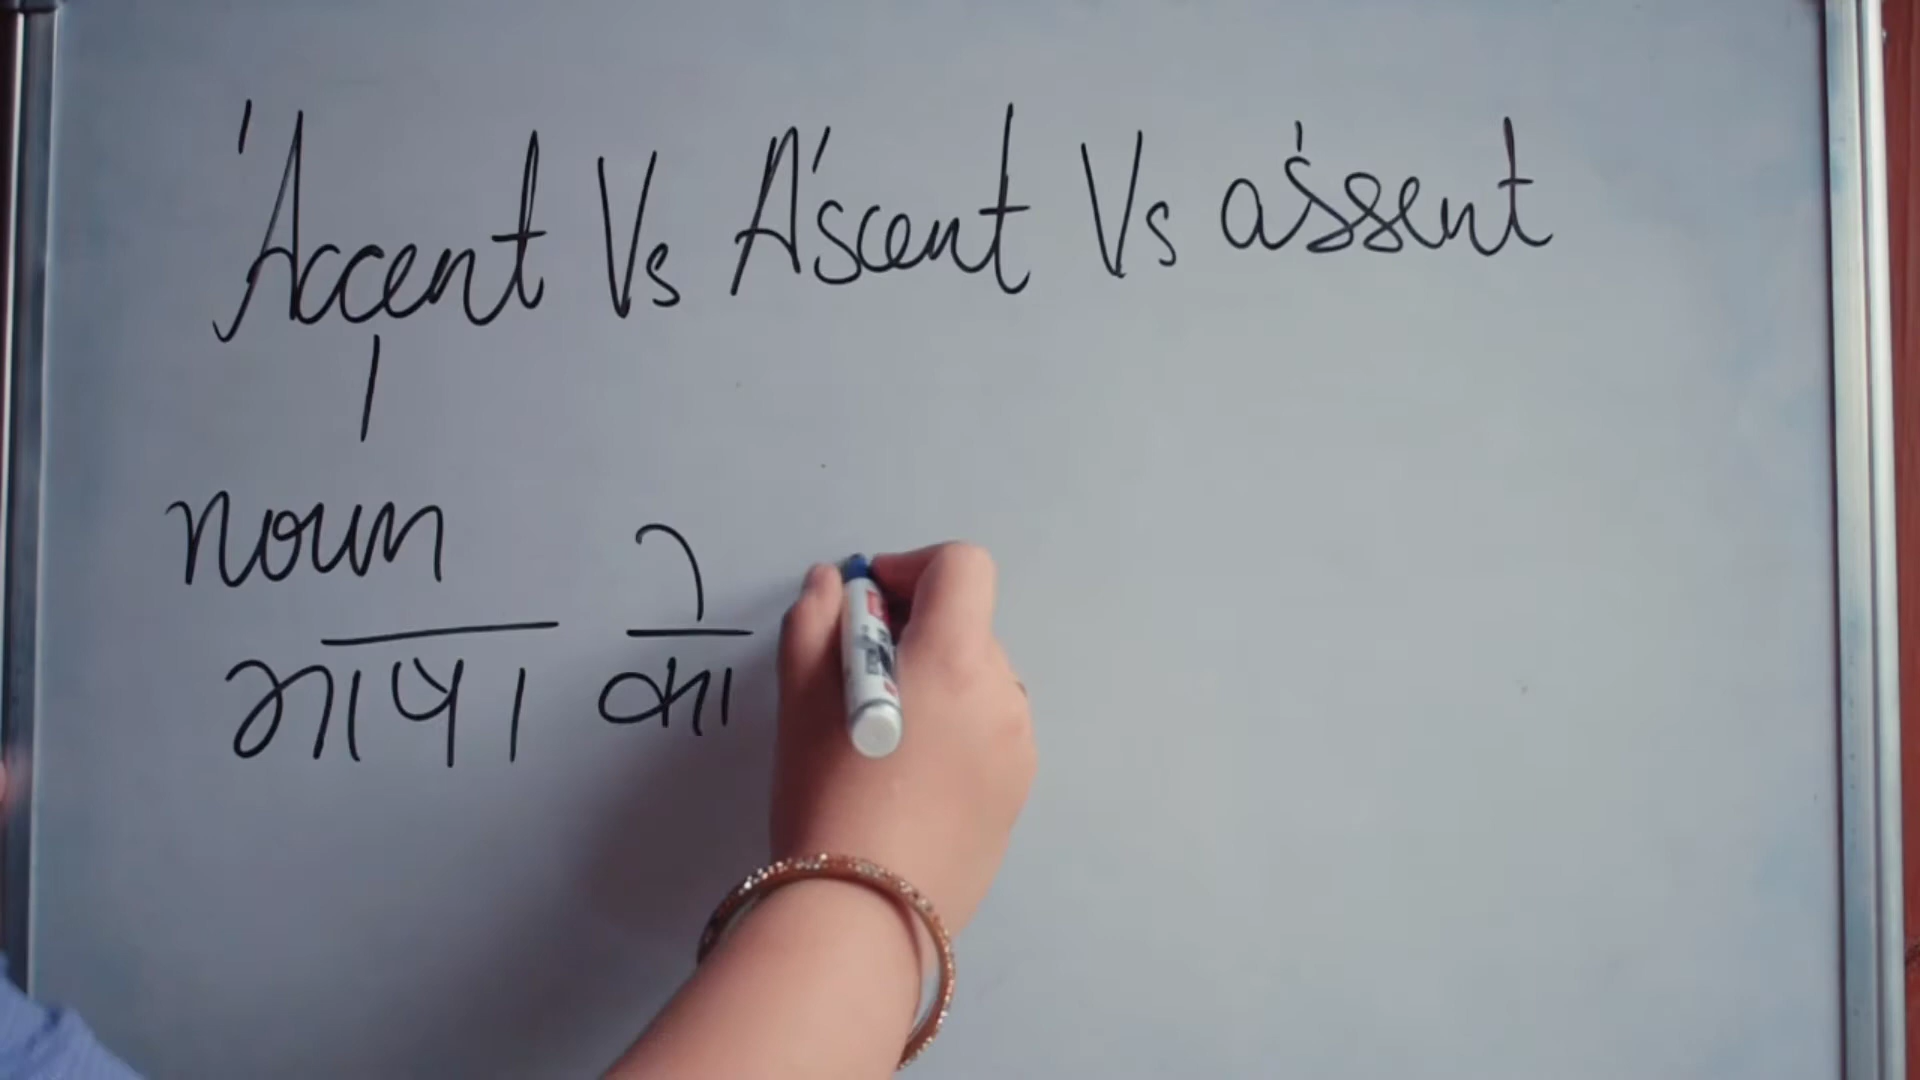 'Accent Vs A'scent Vs a'ssent
noun
भाषा को